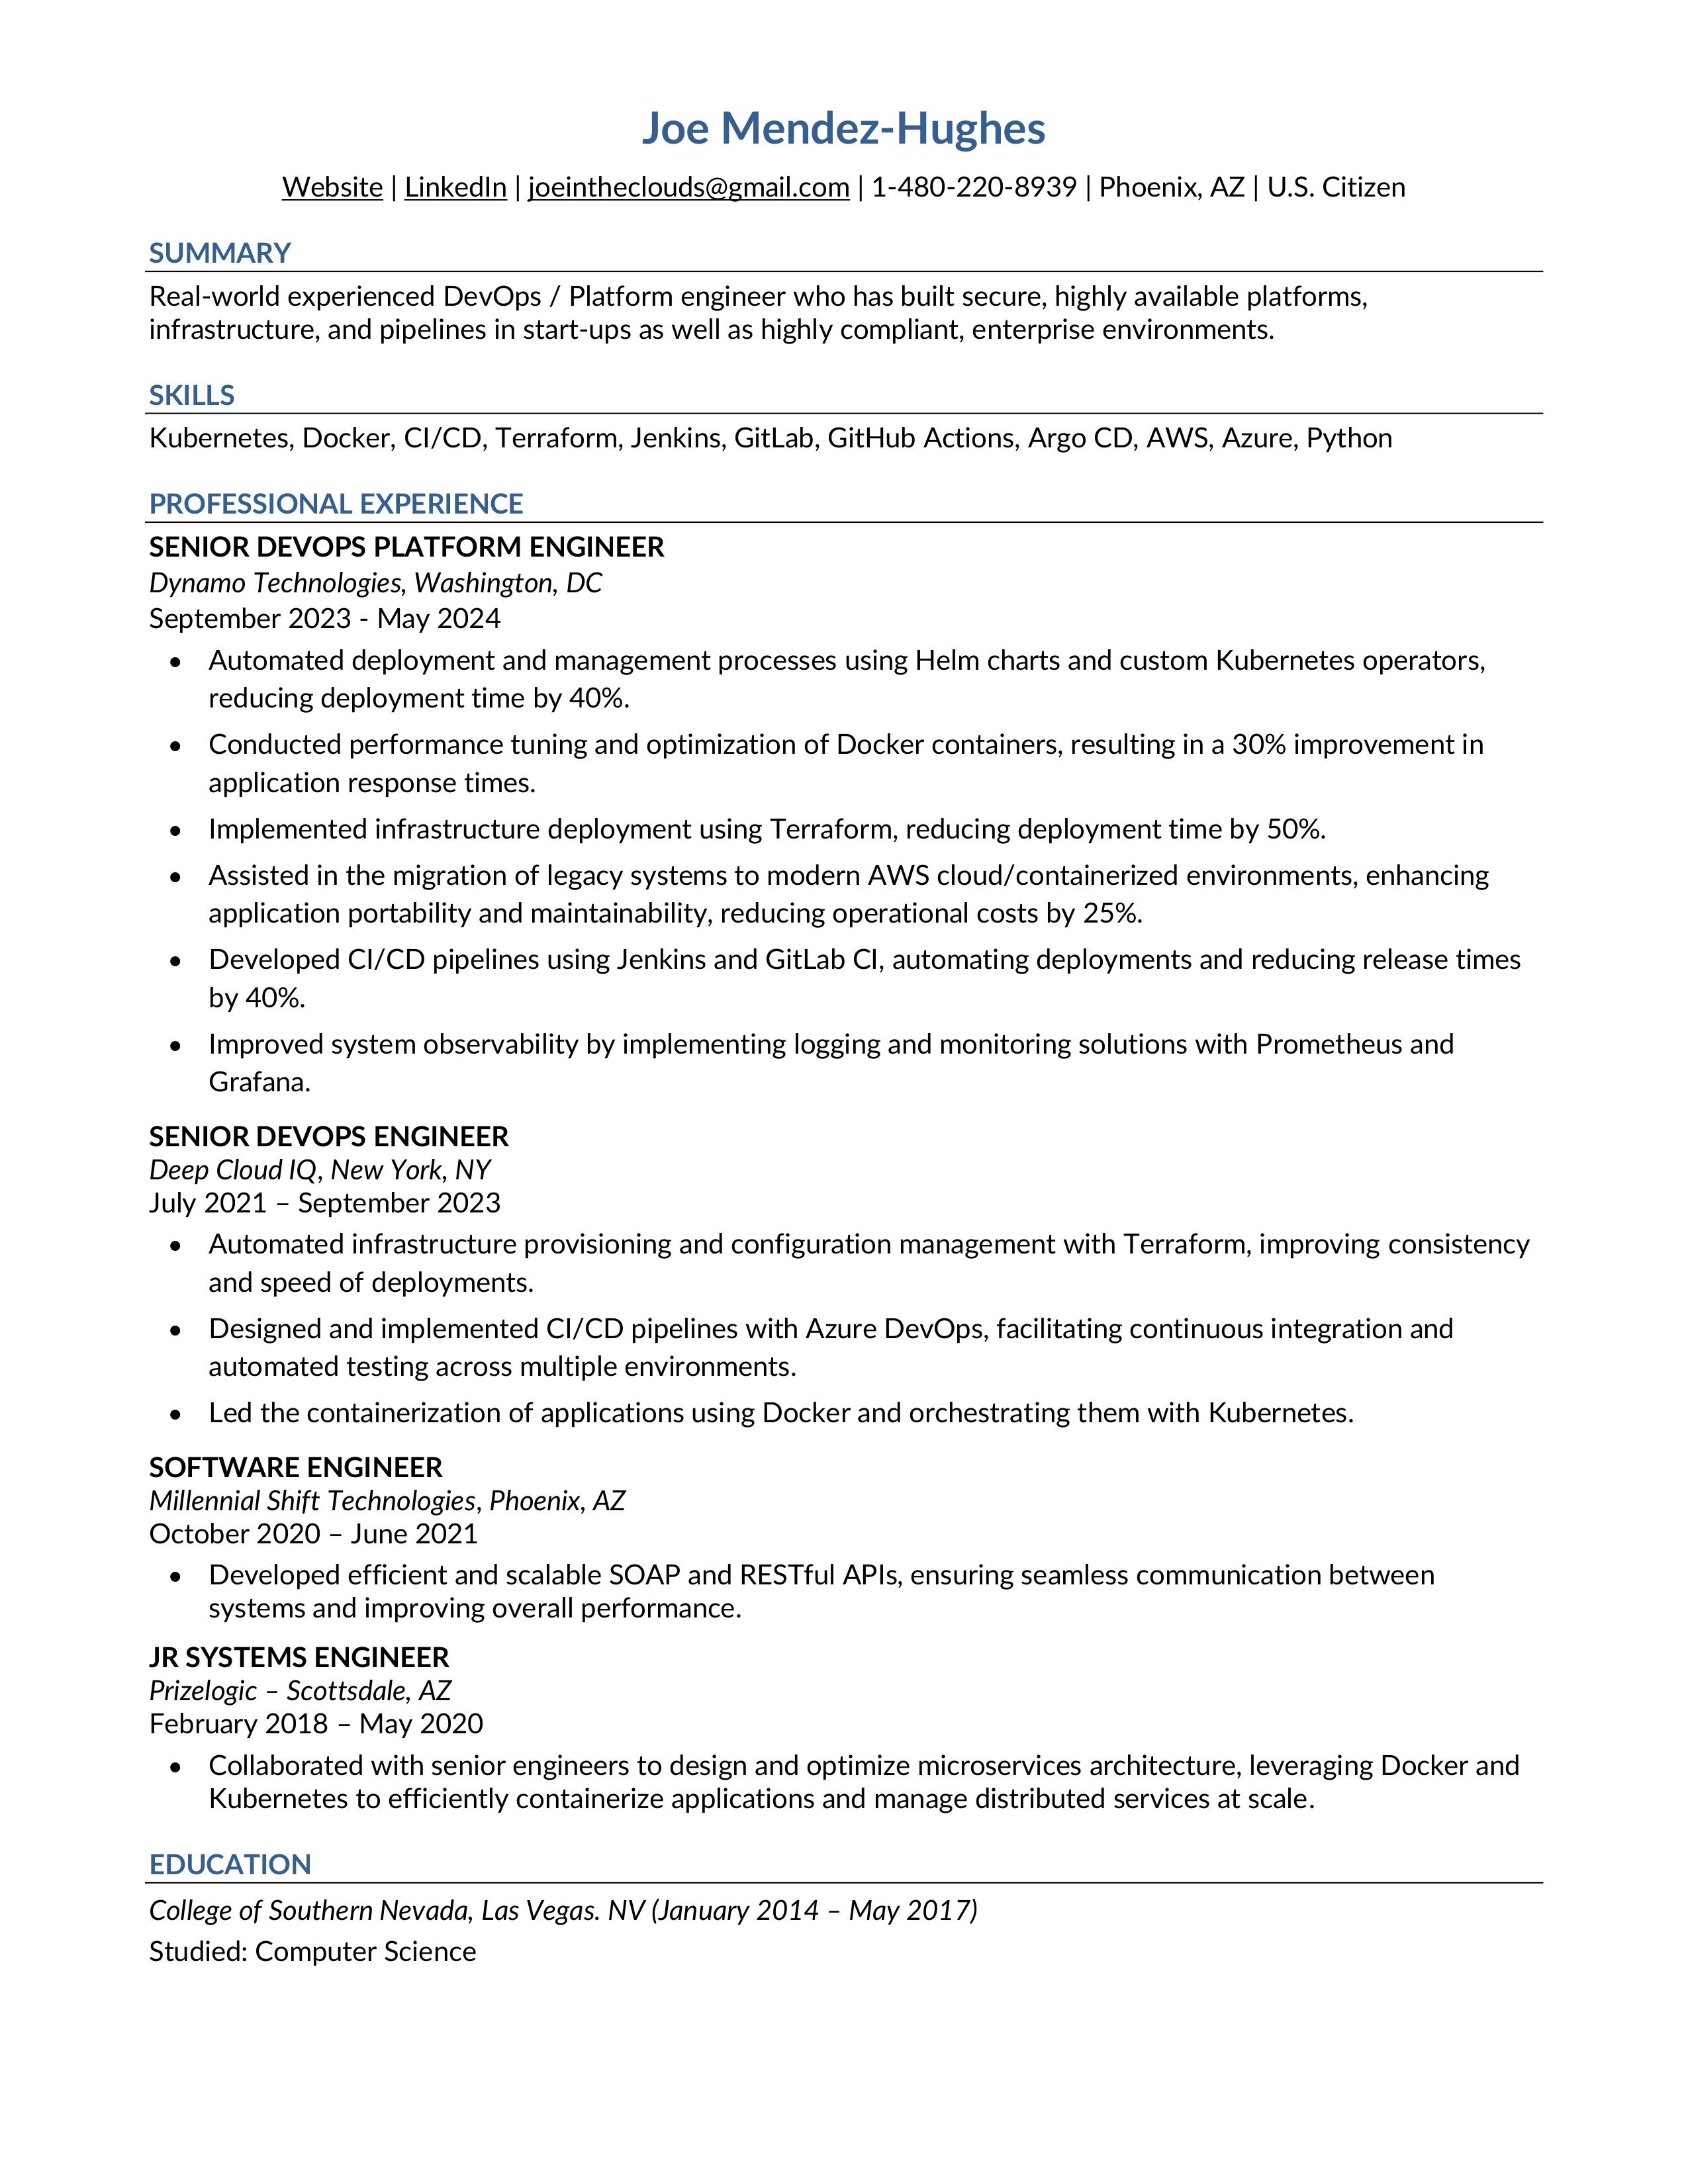 Joe Mendez-Hughes
Website | LinkedIn | joeintheclouds@gmail.com | 1-480-220-8939 | Phoenix, AZ | U.S. Citizen
SUMMARY
Real-world experienced DevOps / Platform engineer who has built secure, highly available platforms,
infrastructure, and pipelines in start-ups as well as highly compliant, enterprise environments.
SKILLS
Kubernetes, Docker, CI/CD, Terraform, Jenkins, GitLab, GitHub Actions, Argo CD, AWS, Azure, Python
PROFESSIONAL EXPERIENCE
SENIOR DEVOPS PLATFORM ENGINEER
Dynamo Technologies, Washington, DC
September 2023 - May 2024
• Automated deployment and management processes using Helm charts and custom Kubernetes operators,
reducing deployment time by 40%.
• Conducted performance tuning and optimization of Docker containers, resulting in a 30% improvement in
application response times.
• Implemented infrastructure deployment using Terraform, reducing deployment time by 50%.
• Assisted in the migration of legacy systems to modern AWS cloud/containerized environments, enhancing
application portability and maintainability, reducing operational costs by 25%.
• Developed CI/CD pipelines using Jenkins and GitLab CI, automating deployments and reducing release times
by 40%.
• Improved system observability by implementing logging and monitoring solutions with Prometheus and
Grafana.
SENIOR DEVOPS ENGINEER
Deep Cloud IQ, New York, NY
July 2021 – September 2023
• Automated infrastructure provisioning and configuration management with Terraform, improving consistency
and speed of deployments.
• Designed and implemented CI/CD pipelines with Azure DevOps, facilitating continuous integration and
automated testing across multiple environments.
• Led the containerization of applications using Docker and orchestrating them with Kubernetes.
SOFTWARE ENGINEER
Millennial Shift Technologies, Phoenix, AZ
October 2020 – June 2021
• Developed efficient and scalable SOAP and RESTful APIs, ensuring seamless communication between
systems and improving overall performance.
JR SYSTEMS ENGINEER
Prizelogic – Scottsdale, AZ
February 2018 – May 2020
• Collaborated with senior engineers to design and optimize microservices architecture, leveraging Docker and
Kubernetes to efficiently containerize applications and manage distributed services at scale.
EDUCATION
College of Southern Nevada, Las Vegas. NV (January 2014 – May 2017)
Studied: Computer Science